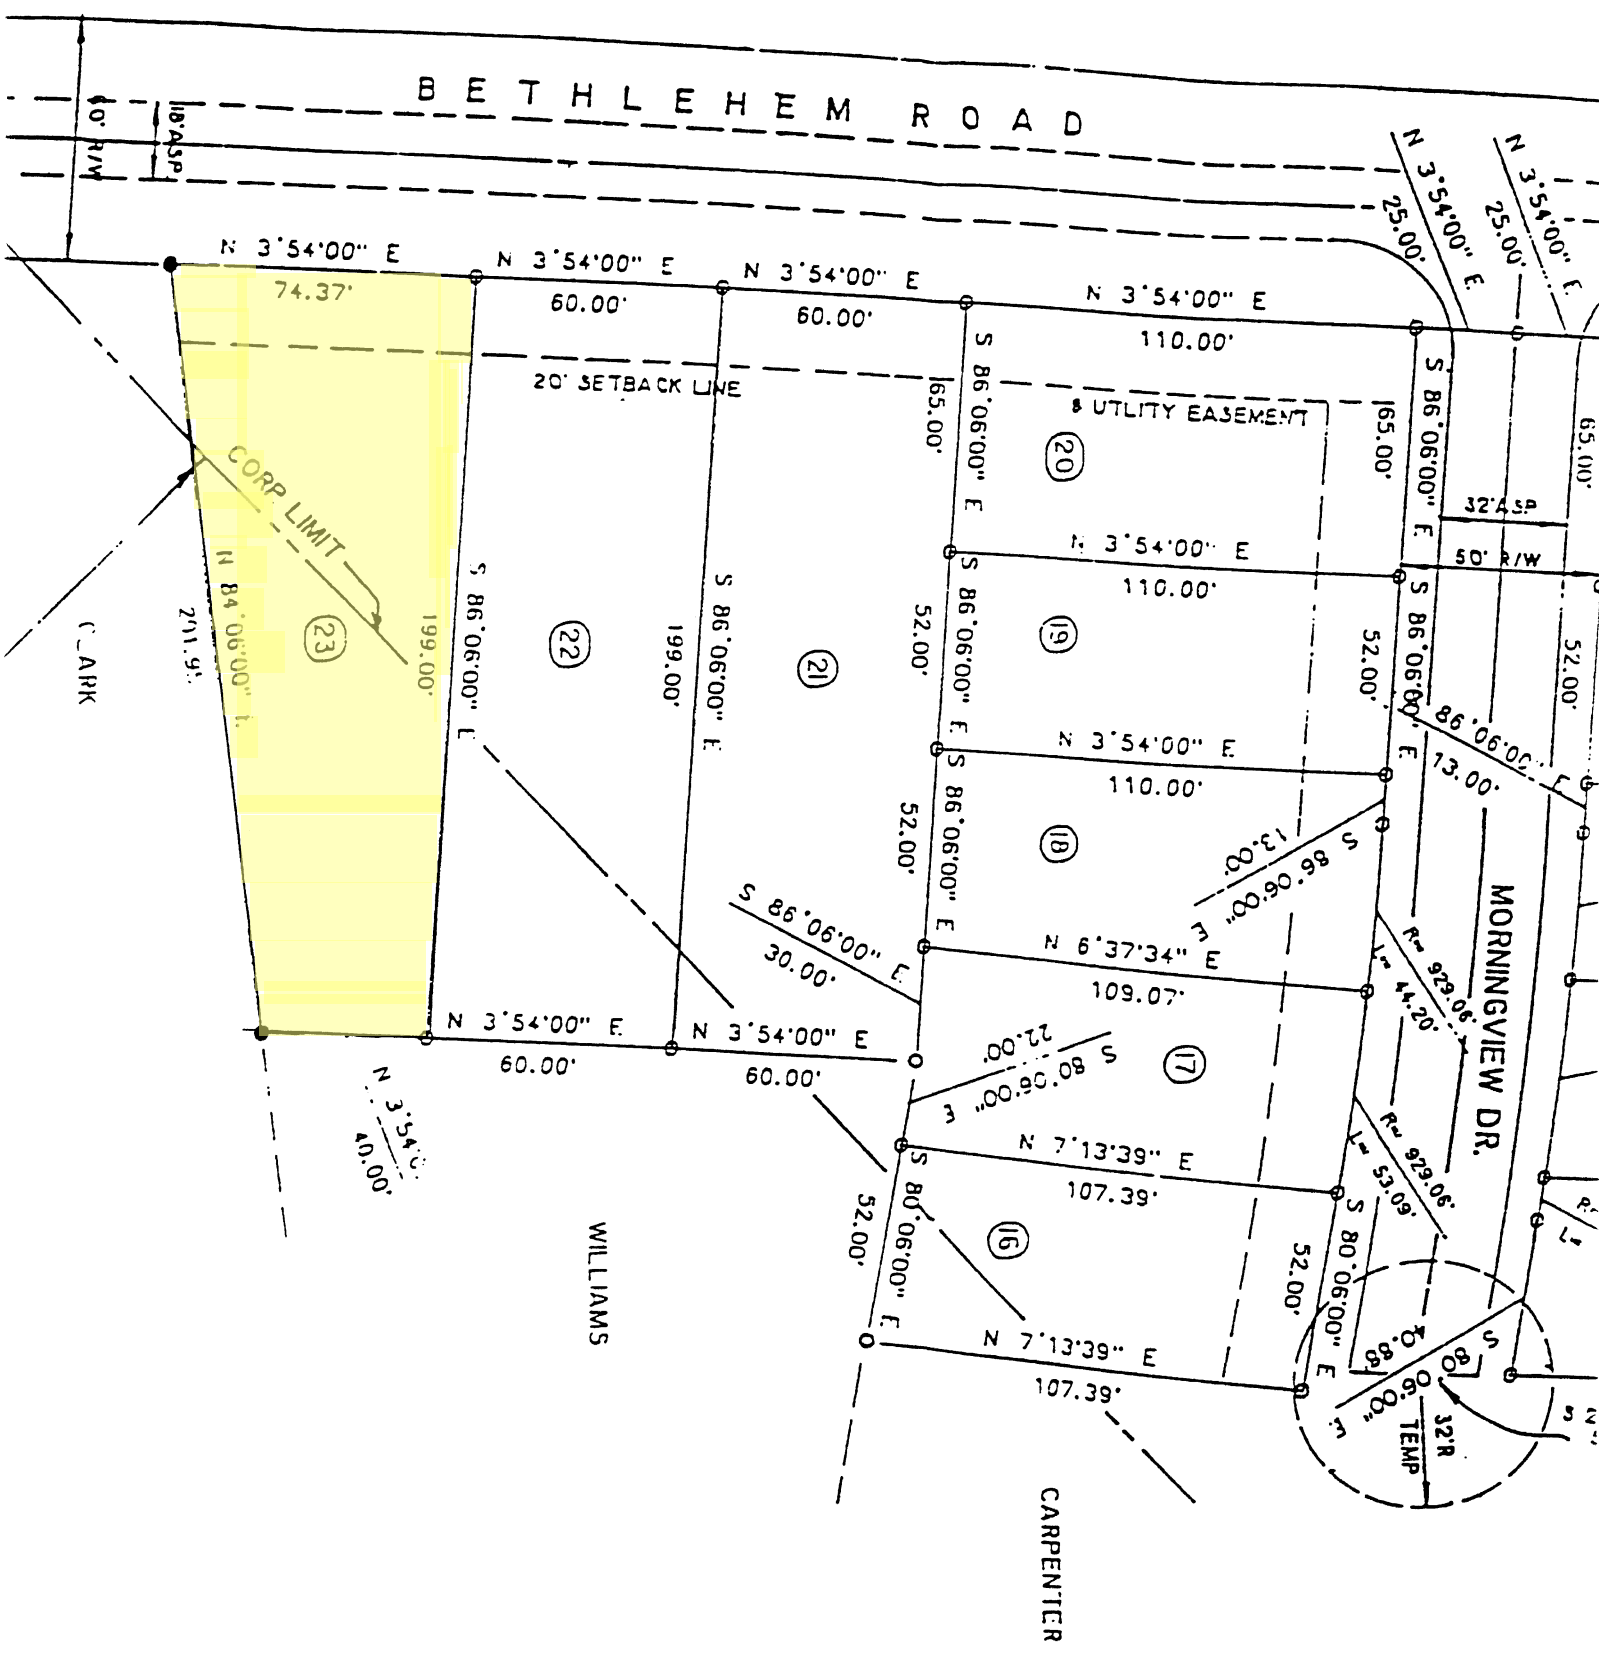 BETHLEHEM ROAD
60' R/W
18' ASP
N 3°54'00" E
25.00'
N 3°54'00" E
25.00'
N 3°54'00" E
74.37'
N 3°54'00" E
60.00'
N 3°54'00" E
60.00'
N 3°54'00" E
110.00'
20' SETBACK LINE
& UTLITY EASEMENT
S 86°06'00" E
65.00'
20
65.00'
S 86°06'00" E
65.00'
32' ASP
50' R/W
CORP LIMIT
N 3°54'00" E
110.00'
CLARK
N 84°06'00"
23
199.00'
S 86°06'00" E
22
199.00'
S 86°06'00" E
21
52.00'
S 86°06'00" E
19
52.00'
S 86°06'00" E
52.00'
86°06'00" E
13.00'
N 3°54'00" E
110.00'
52.00'
S 86°06'00" E
18
S 86°06'00" E
13.00'
MORNINGVIEW DR.
S 86°06'00" E
30.00'
N 6°37'34" E
109.07'
R= 929.06'
L= 44.20'
N 3°54'00" E
60.00'
N 3°54'00" E
60.00'
S 80°06'00" E
22.00'
17
N 3°54'
40.00'
N 7°13'39" E
107.39'
R= 929.06'
L= 53.09'
52.00'
S 80°06'00" E
16
52.00'
S 80°06'00" E
WILLIAMS
N 7°13'39" E
107.39'
S 80°06'00" E
L=
32'R
TEMP
CARPENTER